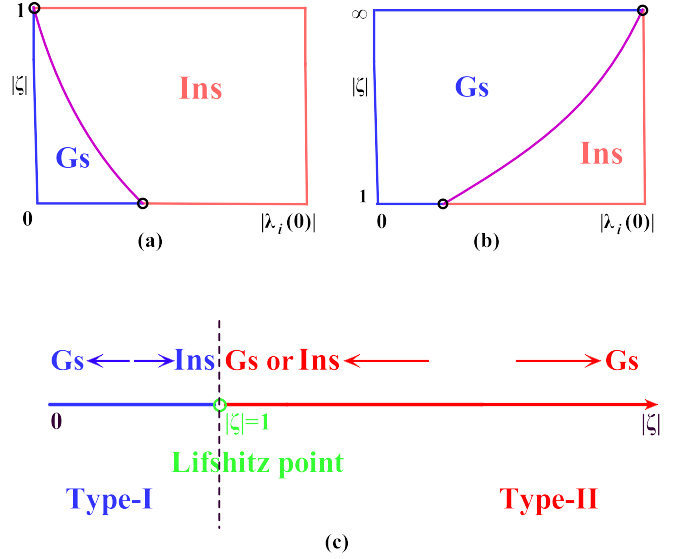 1
|ζ|
Ins
Gs
0
|λi(0)|
(a)
∞
|ζ|
Gs
Ins
1
0
|λi(0)|
(b)
Gs Ins Gs or Ins Gs
0
|ζ|=1
|ζ|
Lifshitz point
Type-I
Type-II
(c)